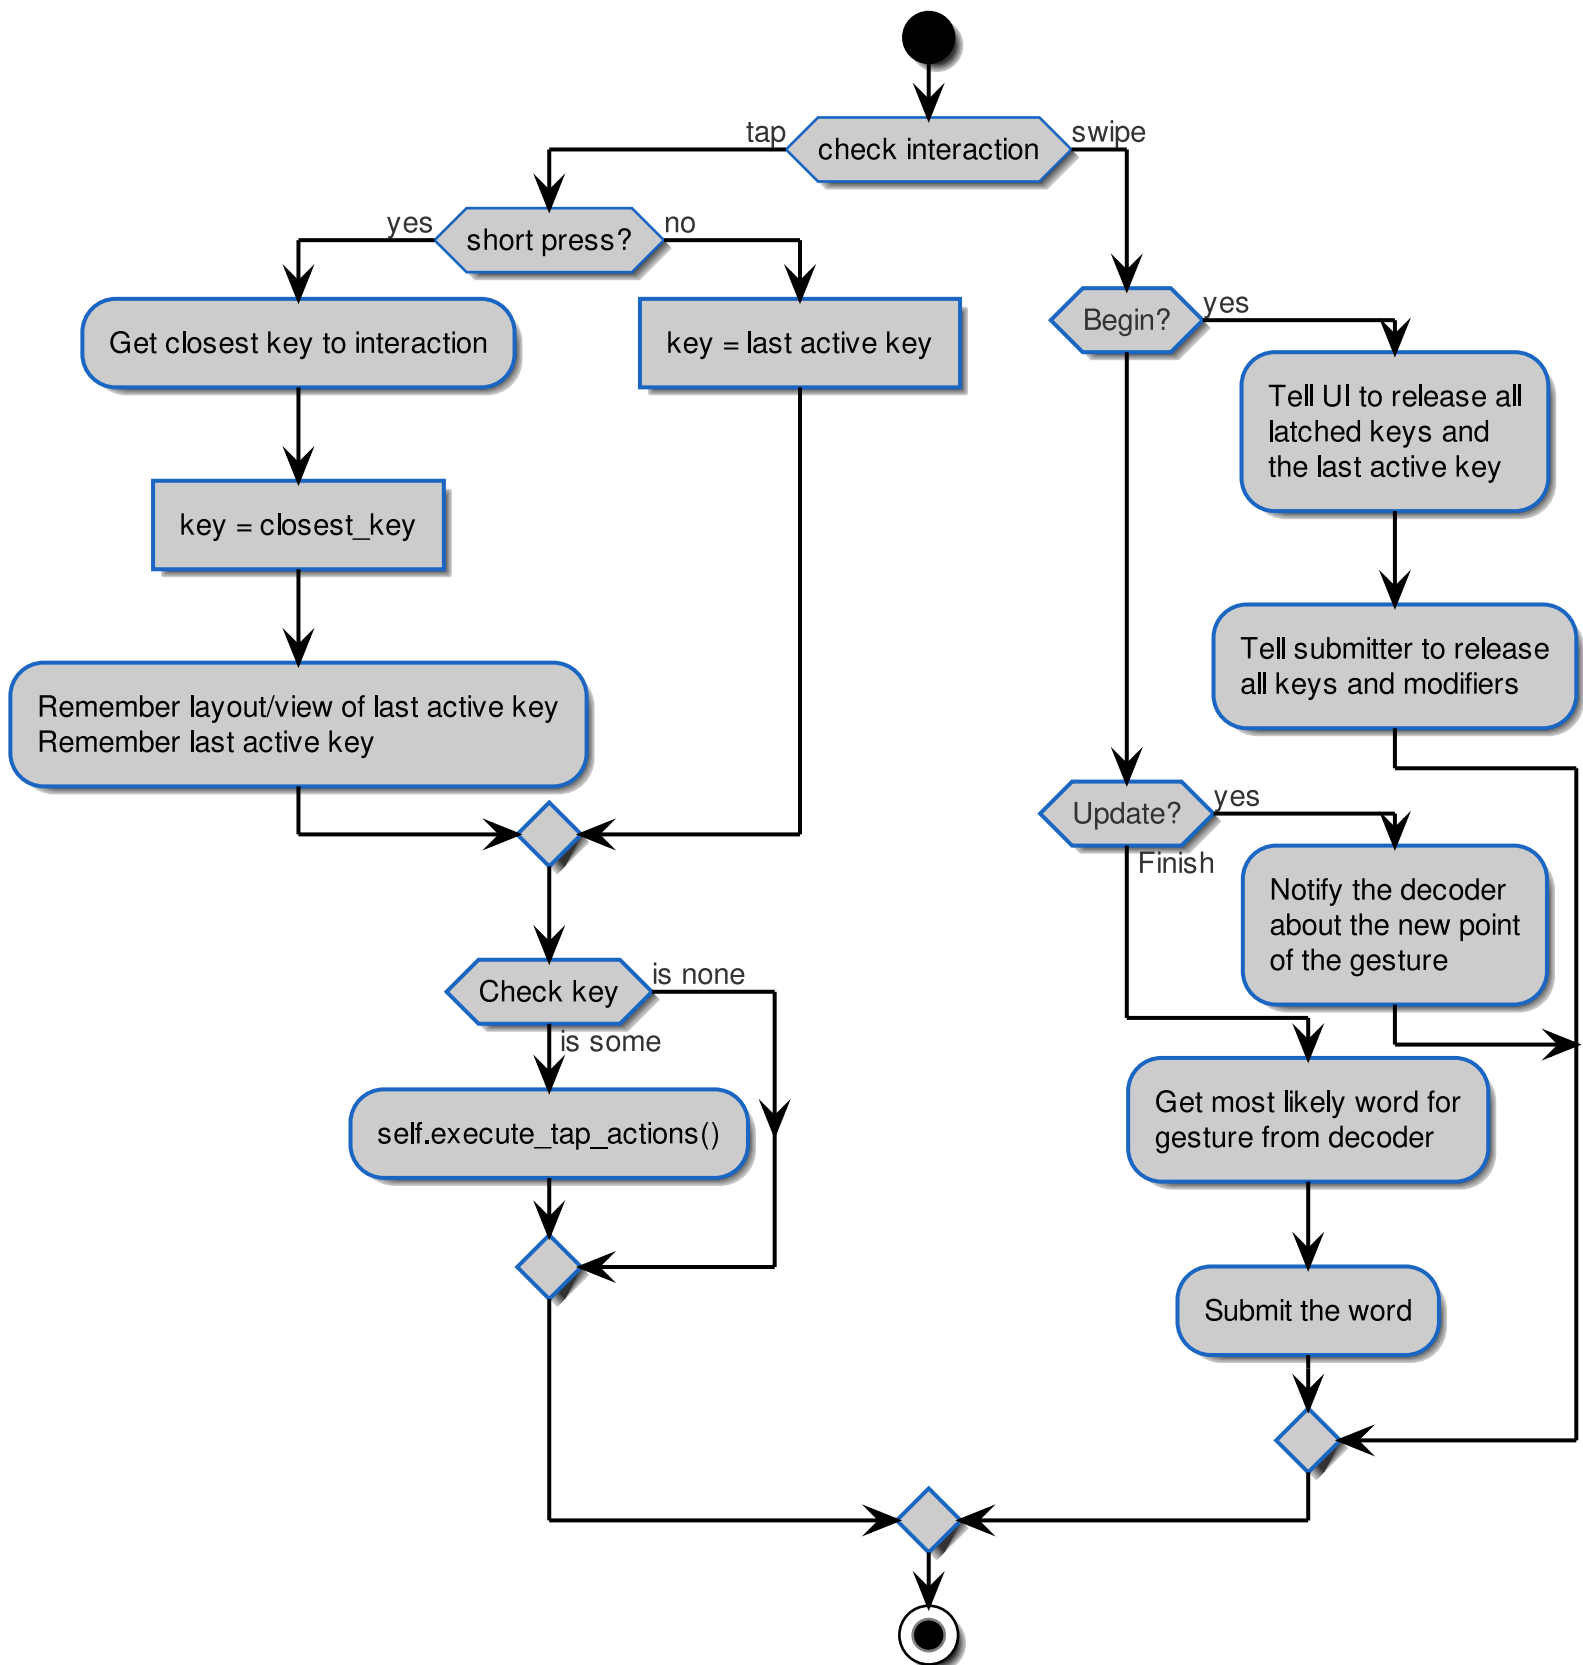 check interaction
tap
swipe
short press?
yes
no
Get closest key to interaction
key = last active key
key = closest_key
Remember layout/view of last active key
Remember last active key
Check key
is none
is some
self.execute_tap_actions()
Begin?
yes
Tell UI to release all
latched keys and
the last active key
Tell submitter to release
all keys and modifiers
Update?
yes
Finish
Notify the decoder
about the new point
of the gesture
Get most likely word for
gesture from decoder
Submit the word